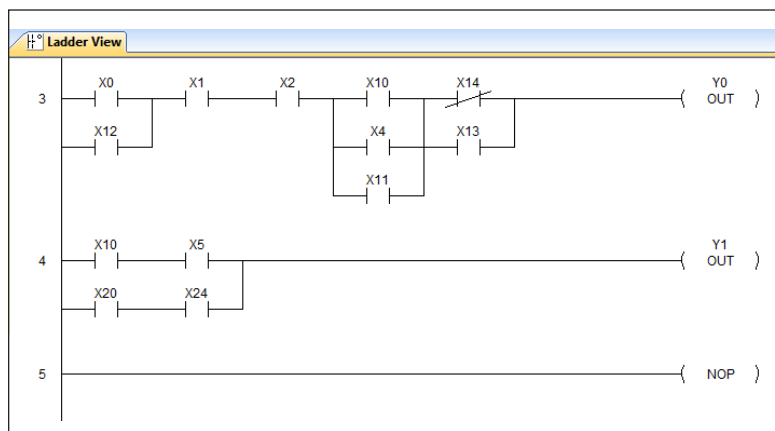 Ladder View
X0 X1 X2 X10 X14 Y0
3 OUT
X12 X4 X13
X11
X10 X5 Y1
4 OUT
X20 X24
5 NOP